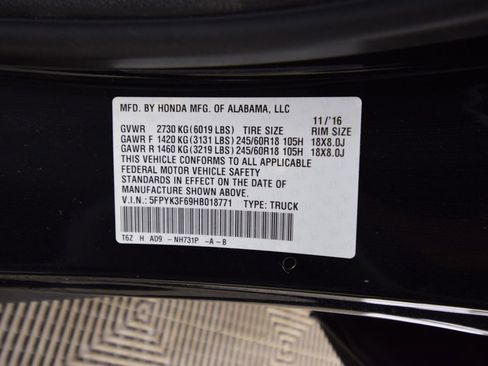 MFD. BY HONDA MFG. OF ALABAMA, LLC
11/'16
GVWR 2730 KG (6019 LBS) TIRE SIZE RIM SIZE
GAWR F 1420 KG (3131 LBS) 245/60R18 105H 18X8.0J
GAWR R 1460 KG (3219 LBS) 245/60R18 105H 18X8.0J
THIS VEHICLE CONFORMS TO ALL APPLICABLE
FEDERAL MOTOR VEHICLE SAFETY
STANDARDS IN EFFECT ON THE DATE OF
MANUFACTURE SHOWN ABOVE.
V.I.N.: 5FPYK3F69HB018771 TYPE: TRUCK
T6Z H AD9 -NH731P -A-B